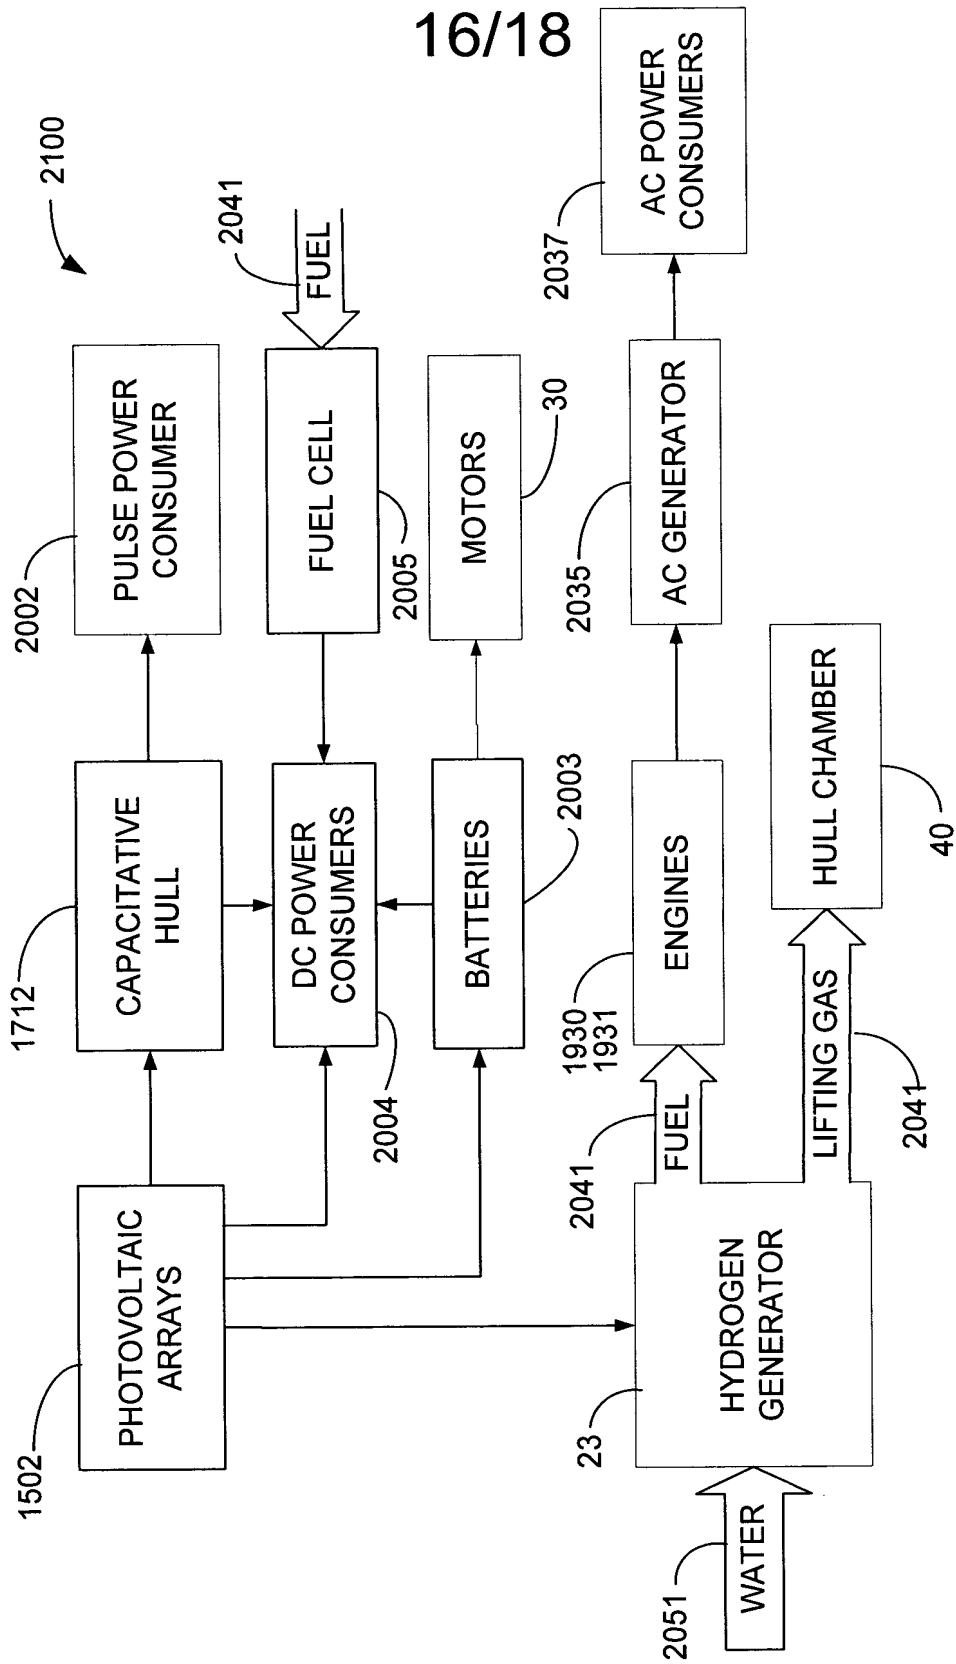 16/18
2100
1502
PHOTOVOLTAIC
ARRAYS
1712
CAPACITATIVE
HULL
2002
PULSE POWER
CONSUMER
2004
DC POWER
CONSUMERS
FUEL CELL
2005
FUEL
2041
BATTERIES
2003
MOTORS
30
2051
WATER
23
HYDROGEN
GENERATOR
2041
FUEL
1930
1931
ENGINES
2035
AC GENERATOR
2037
AC POWER
CONSUMERS
LIFTING GAS
2041
HULL CHAMBER
40